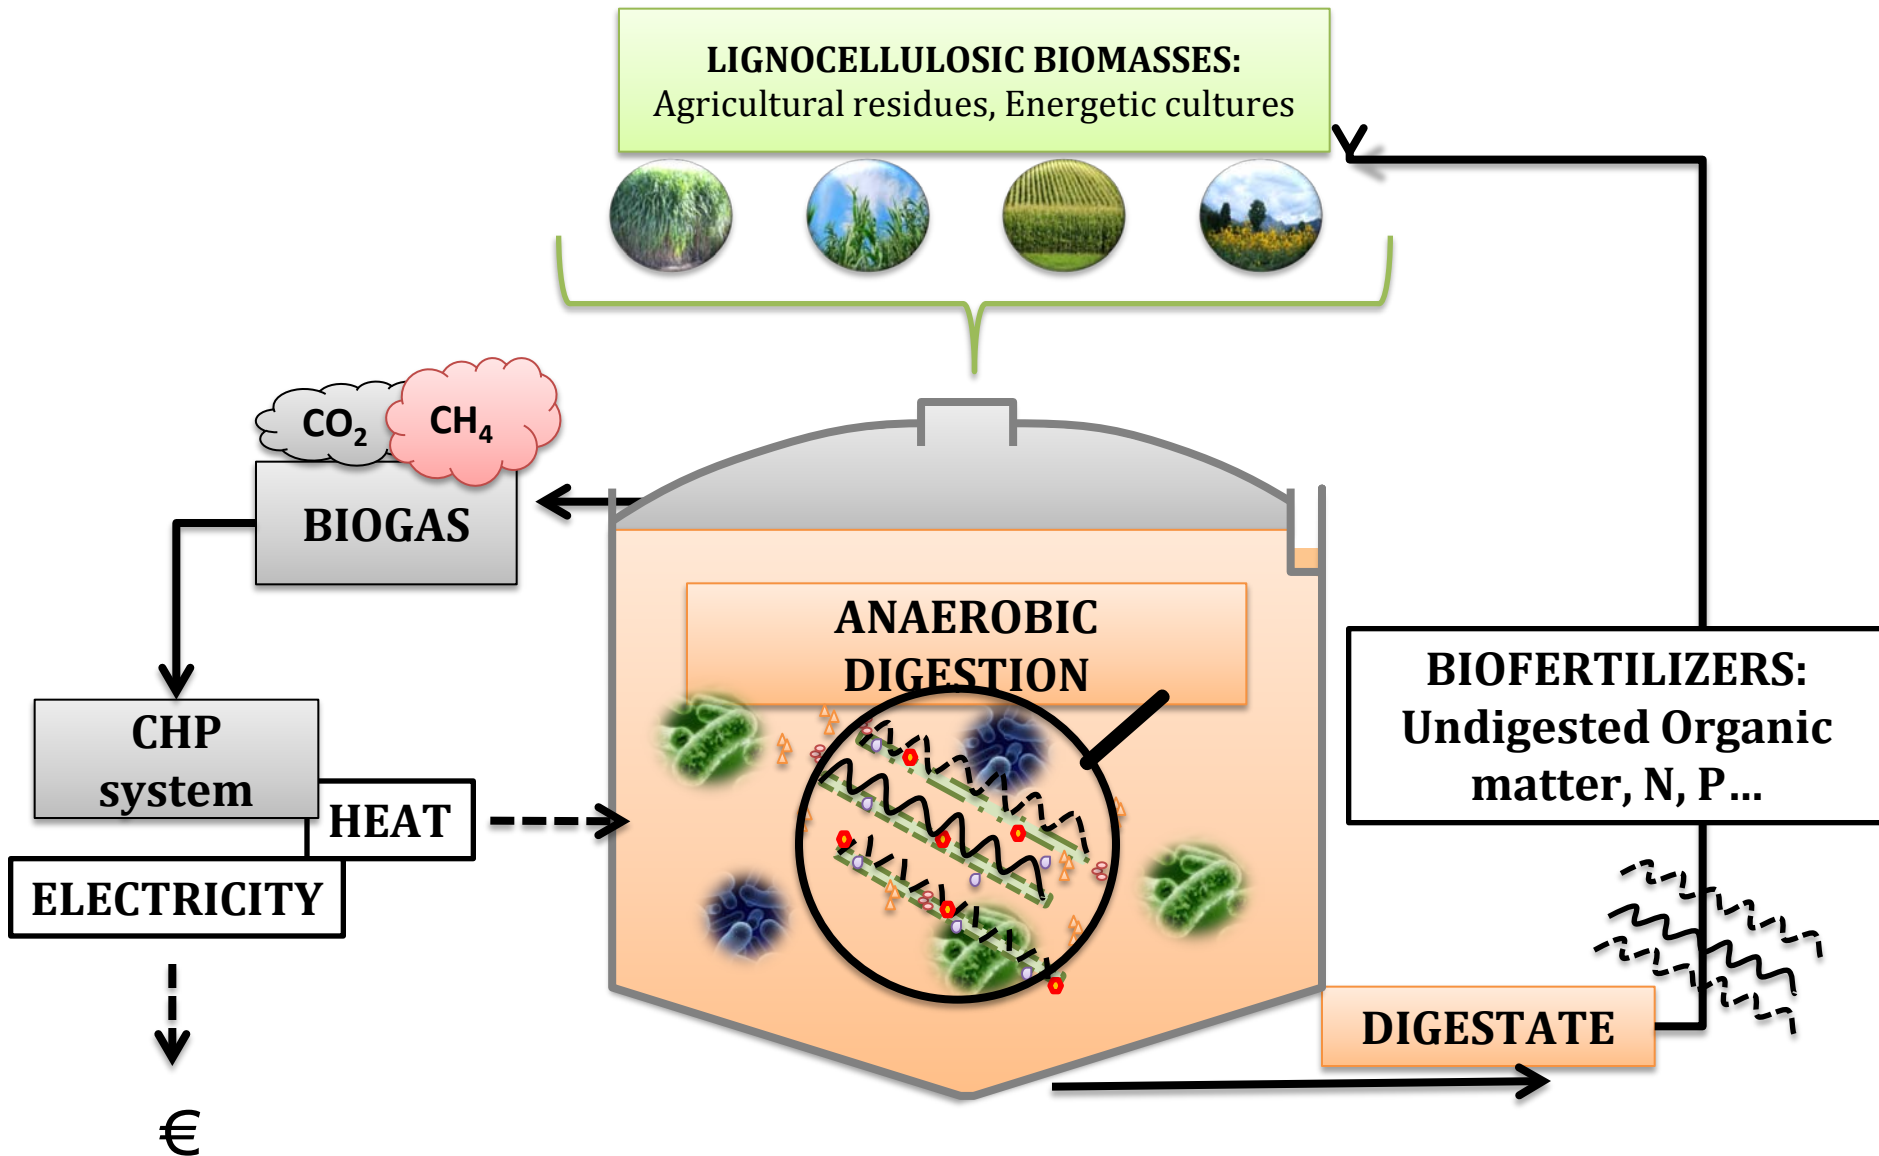 LIGNOCELLULOSIC BIOMASSES:
Agricultural residues, Energetic cultures
CO₂
CH₄
BIOGAS
ANAEROBIC
DIGESTION
CHP
system
HEAT
ELECTRICITY
€
BIOFERTILIZERS:
Undigested Organic
matter, N, P...
DIGESTATE